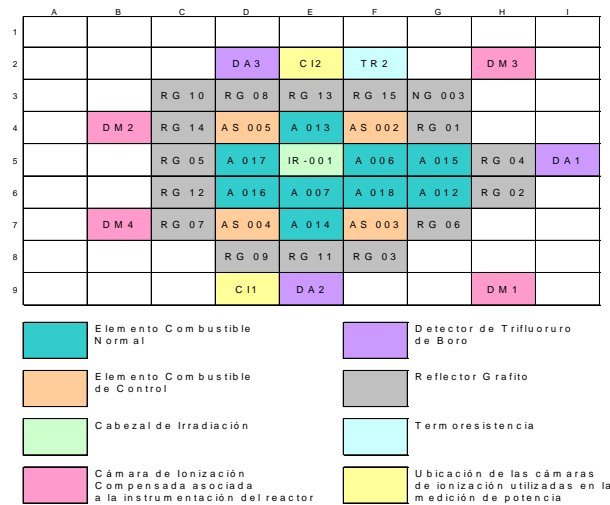 A B C D E F G H I
1
2 DA3 CI2 TR2 DM3
3 RG 10 RG 08 RG 13 RG 15 NG 003
4 DM2 RG 14 AS 005 A 013 AS 002 RG 01
5 RG 05 A 017 IR-001 A 006 A 015 RG 04 DA1
6 RG 12 A 016 A 007 A 018 A 012 RG 02
7 DM4 RG 07 AS 004 A 014 AS 003 RG 06
8 RG 09 RG 11 RG 03
9 CI1 DA2 DM1
Elemento Combustible
Normal
Detector de Trifluoruro
de Boro
Elemento Combustible
de Control
Reflector Grafito
Cabezal de Irradiación
Termoresistencia
Cámara de Ionización
Compensada asociada
a la instrumentación del reactor
Ubicación de las cámaras
de ionización utilizadas en la
medición de potencia